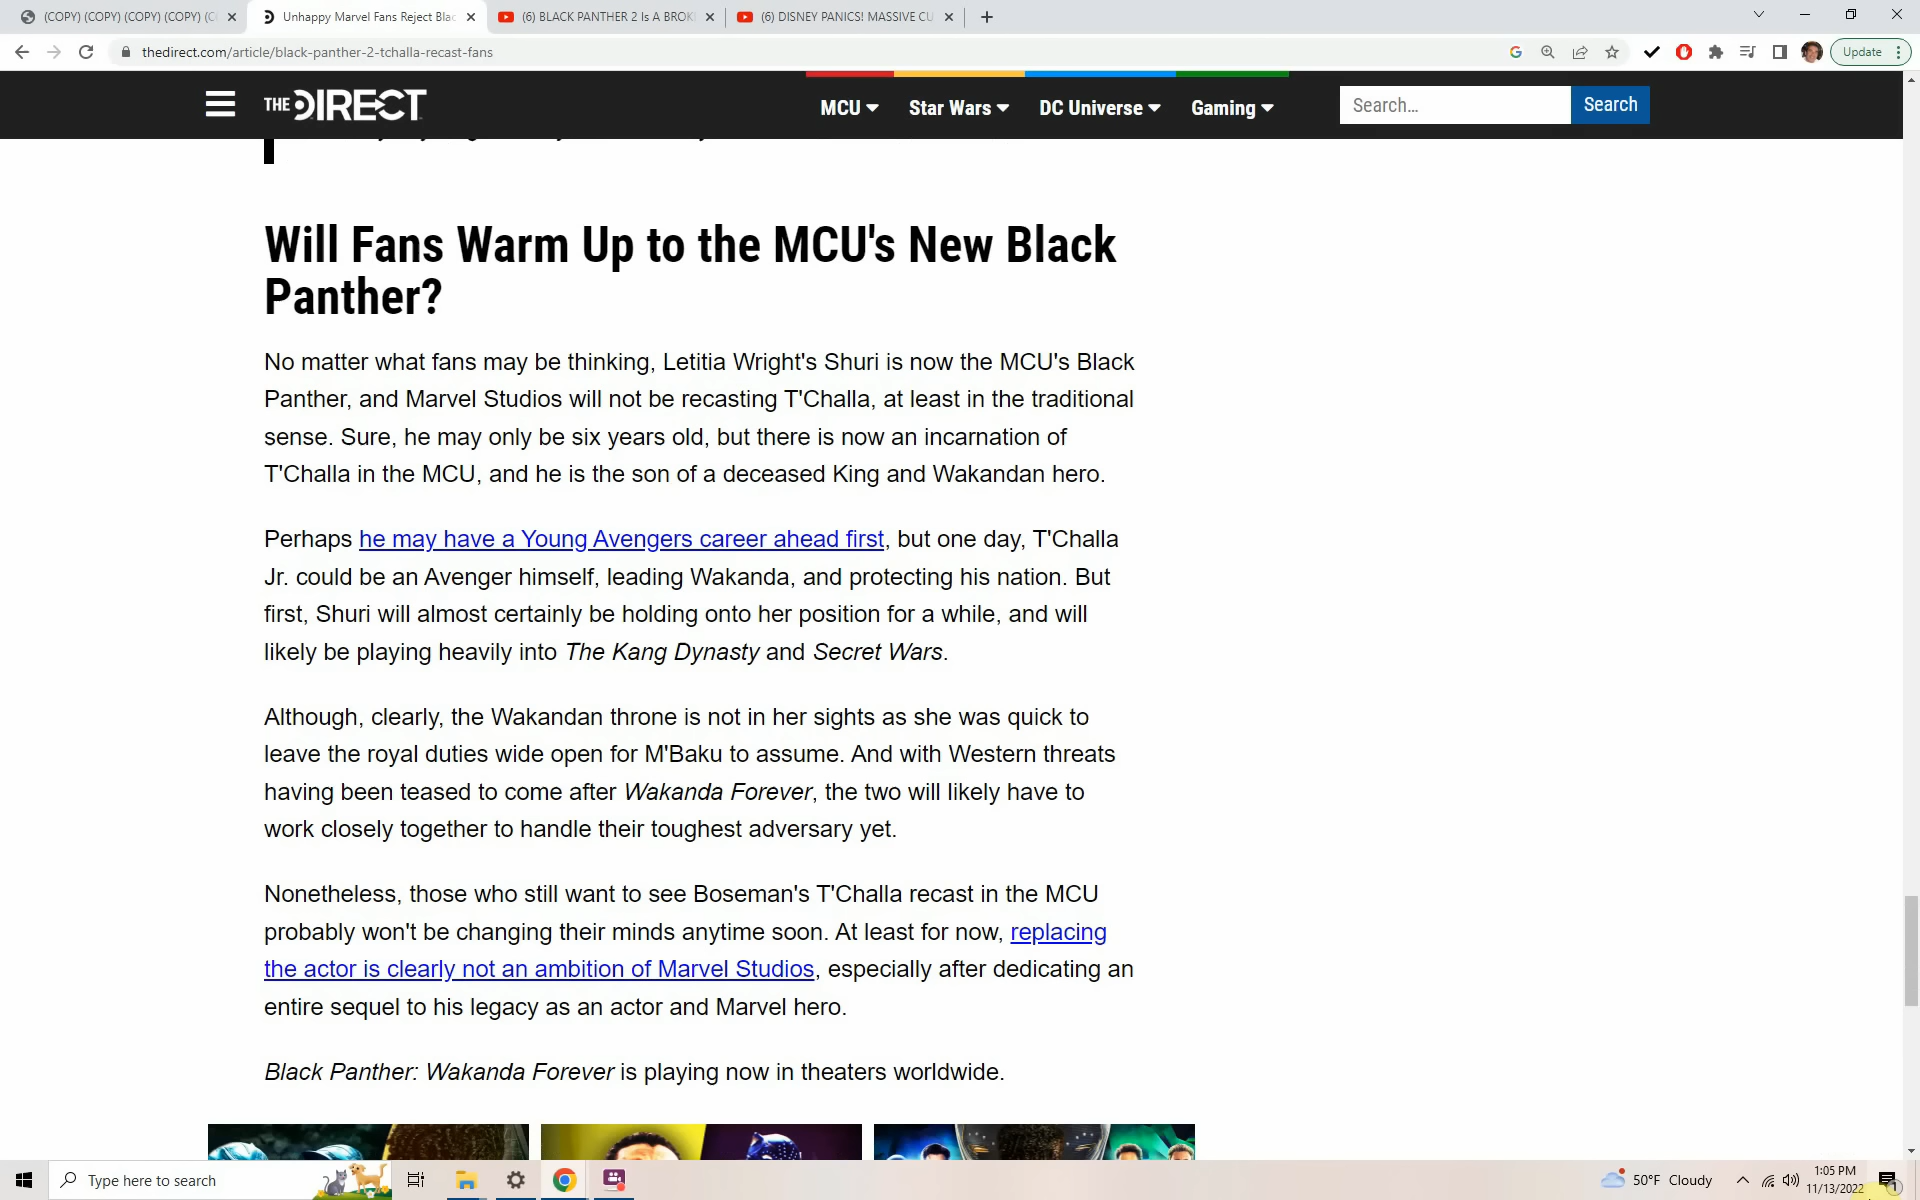 (COPY) (COPY) (COPY) (COPY)
Unhappy Marvel Fans Reject Blac
(6) BLACK PANTHER 2 Is A BROK
(6) DISNEY PANICS! MASSIVE CU
thedirect.com/article/black-panther-2-tchalla-recast-fans
Update
THE DIRECT
MCU
Star Wars
DC Universe
Gaming
Search...
Search
Will Fans Warm Up to the MCU's New Black
Panther?
No matter what fans may be thinking, Letitia Wright's Shuri is now the MCU's Black
Panther, and Marvel Studios will not be recasting T'Challa, at least in the traditional
sense. Sure, he may only be six years old, but there is now an incarnation of
T'Challa in the MCU, and he is the son of a deceased King and Wakandan hero.
Perhaps he may have a Young Avengers career ahead first, but one day, T'Challa
Jr. could be an Avenger himself, leading Wakanda, and protecting his nation. But
first, Shuri will almost certainly be holding onto her position for a while, and will
likely be playing heavily into The Kang Dynasty and Secret Wars.
Although, clearly, the Wakandan throne is not in her sights as she was quick to
leave the royal duties wide open for M'Baku to assume. And with Western threats
having been teased to come after Wakanda Forever, the two will likely have to
work closely together to handle their toughest adversary yet.
Nonetheless, those who still want to see Boseman's T'Challa recast in the MCU
probably won't be changing their minds anytime soon. At least for now, replacing
the actor is clearly not an ambition of Marvel Studios, especially after dedicating an
entire sequel to his legacy as an actor and Marvel hero.
Black Panther: Wakanda Forever is playing now in theaters worldwide.
Type here to search
50°F Cloudy
1:05 PM
11/13/2022
1